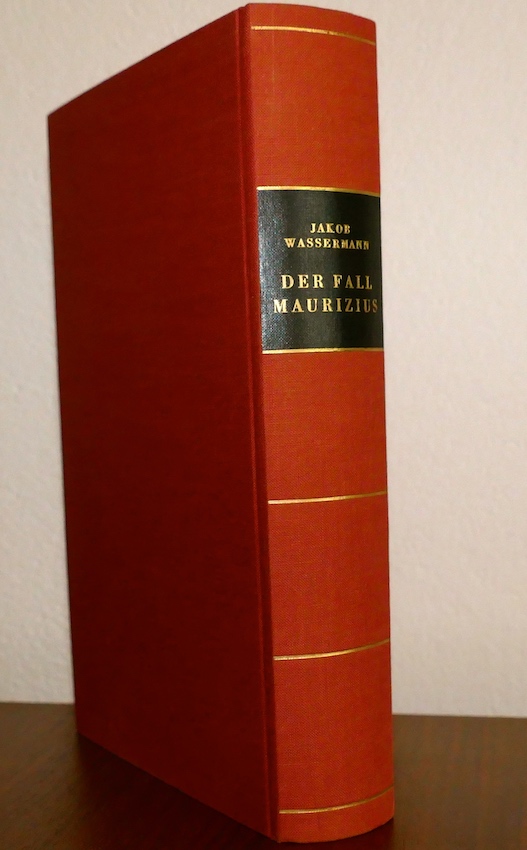 JAKOB
WASSERMANN
DER FALL
MAURIZIUS